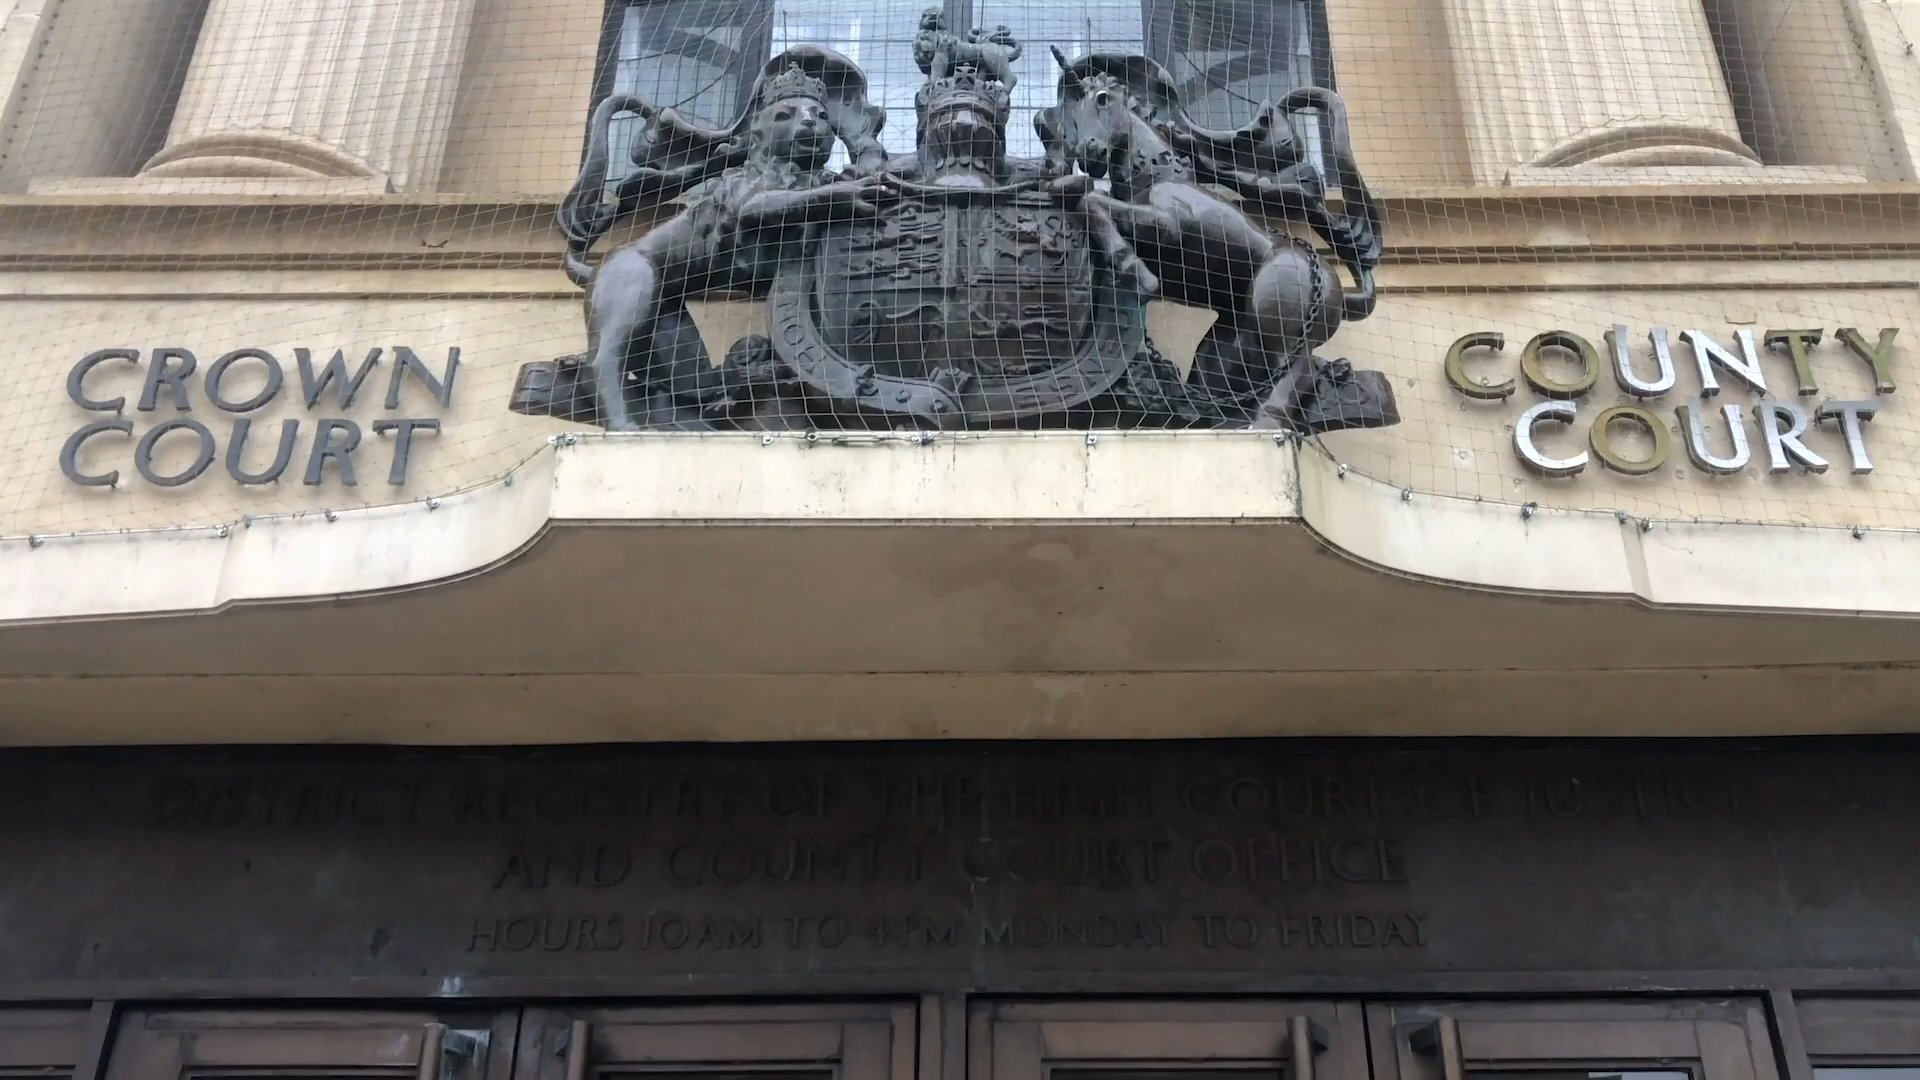 CROWN
COURT
COUNTY
COURT
DISTRICT REGISTRY OF THE HIGH COURT OF JUSTICE
AND COUNTY COURT OFFICE
HOURS 10AM TO 4PM MONDAY TO FRIDAY